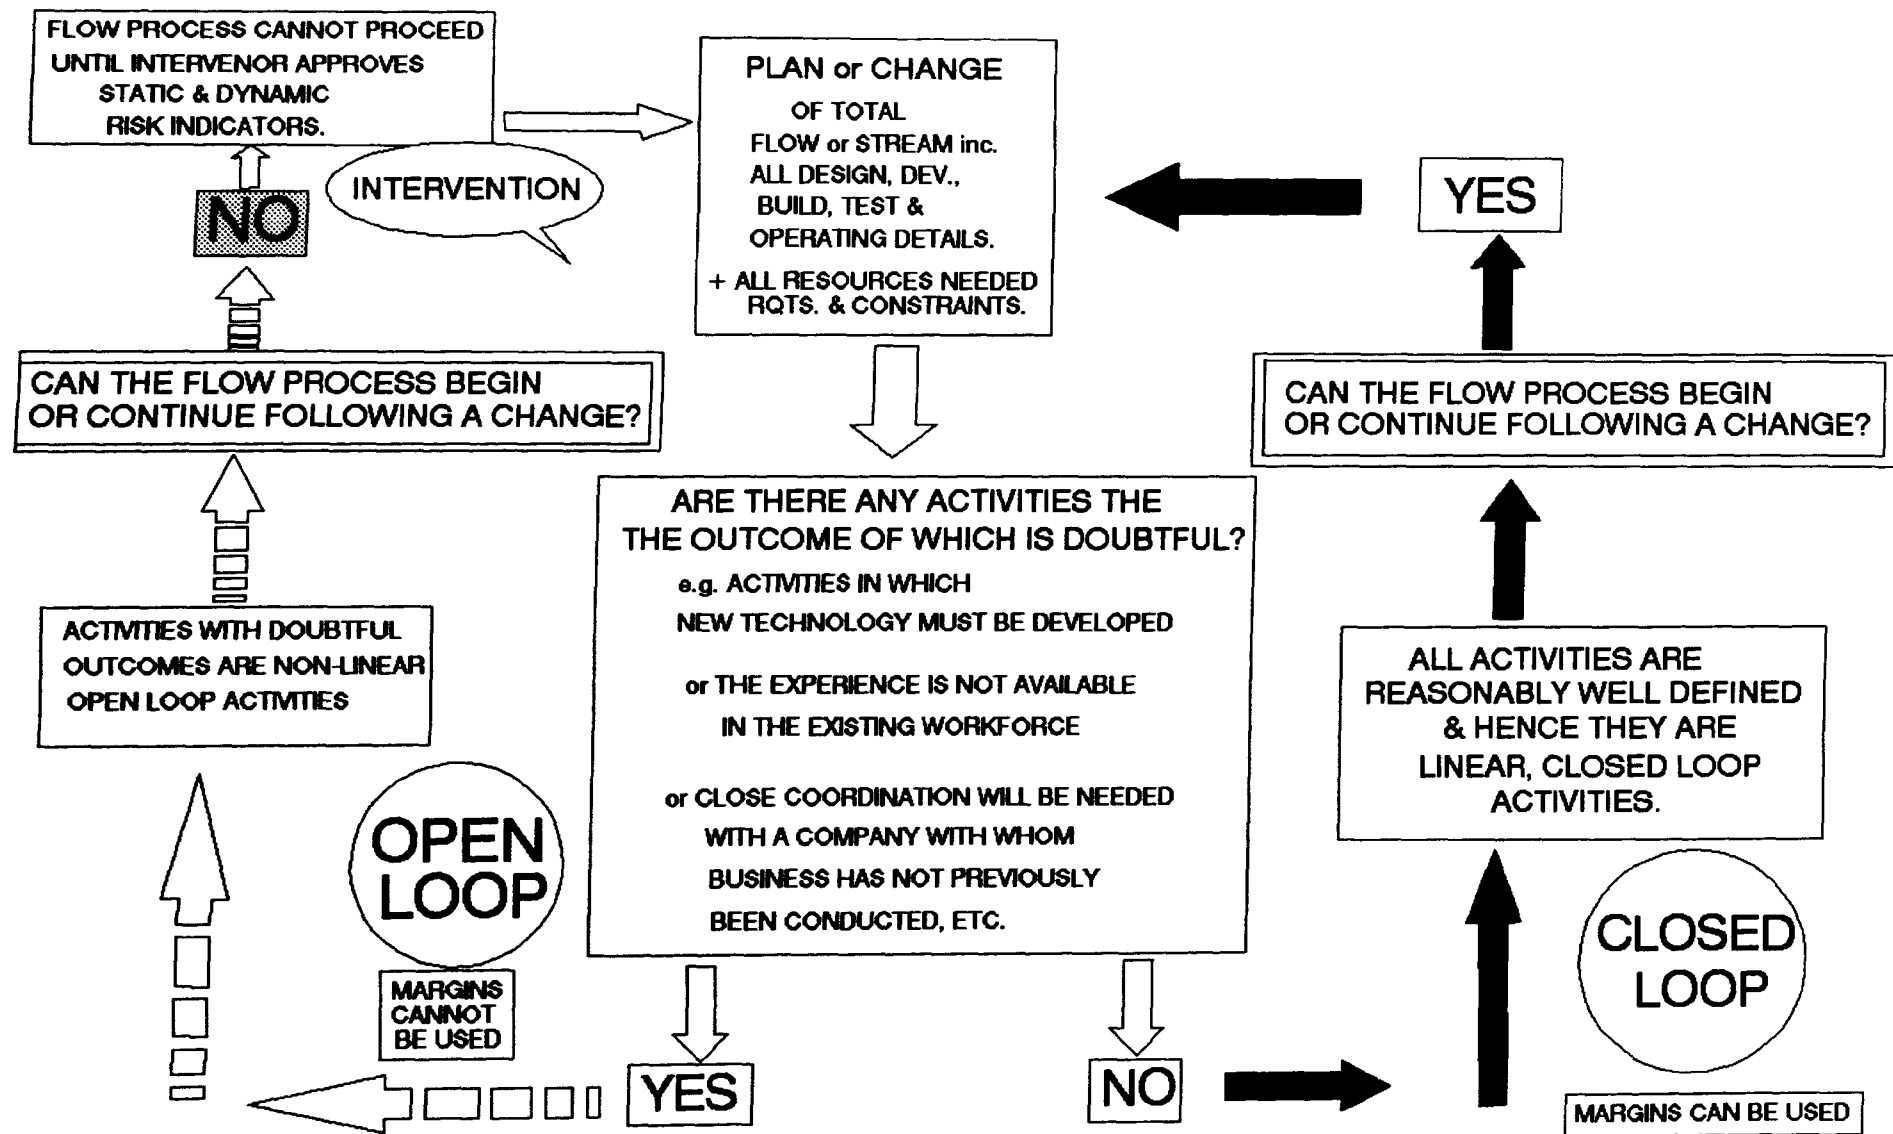 FLOW PROCESS CANNOT PROCEED
UNTIL INTERVENOR APPROVES
STATIC & DYNAMIC
RISK INDICATORS.
INTERVENTION
NO
PLAN or CHANGE
OF TOTAL
FLOW or STREAM inc.
ALL DESIGN, DEV.,
BUILD, TEST &
OPERATING DETAILS.
+ ALL RESOURCES NEEDED
RQTS. & CONSTRAINTS.
YES
CAN THE FLOW PROCESS BEGIN
OR CONTINUE FOLLOWING A CHANGE?
CAN THE FLOW PROCESS BEGIN
OR CONTINUE FOLLOWING A CHANGE?
ARE THERE ANY ACTIVITIES THE
THE OUTCOME OF WHICH IS DOUBTFUL?
e.g. ACTIVITIES IN WHICH
NEW TECHNOLOGY MUST BE DEVELOPED
or THE EXPERIENCE IS NOT AVAILABLE
IN THE EXISTING WORKFORCE
or CLOSE COORDINATION WILL BE NEEDED
WITH A COMPANY WITH WHOM
BUSINESS HAS NOT PREVIOUSLY
BEEN CONDUCTED, ETC.
ACTIVITIES WITH DOUBTFUL
OUTCOMES ARE NON-LINEAR
OPEN LOOP ACTIVITIES
ALL ACTIVITIES ARE
REASONABLY WELL DEFINED
& HENCE THEY ARE
LINEAR, CLOSED LOOP
ACTIVITIES.
OPEN
LOOP
MARGINS
CANNOT
BE USED
CLOSED
LOOP
YES
NO
MARGINS CAN BE USED